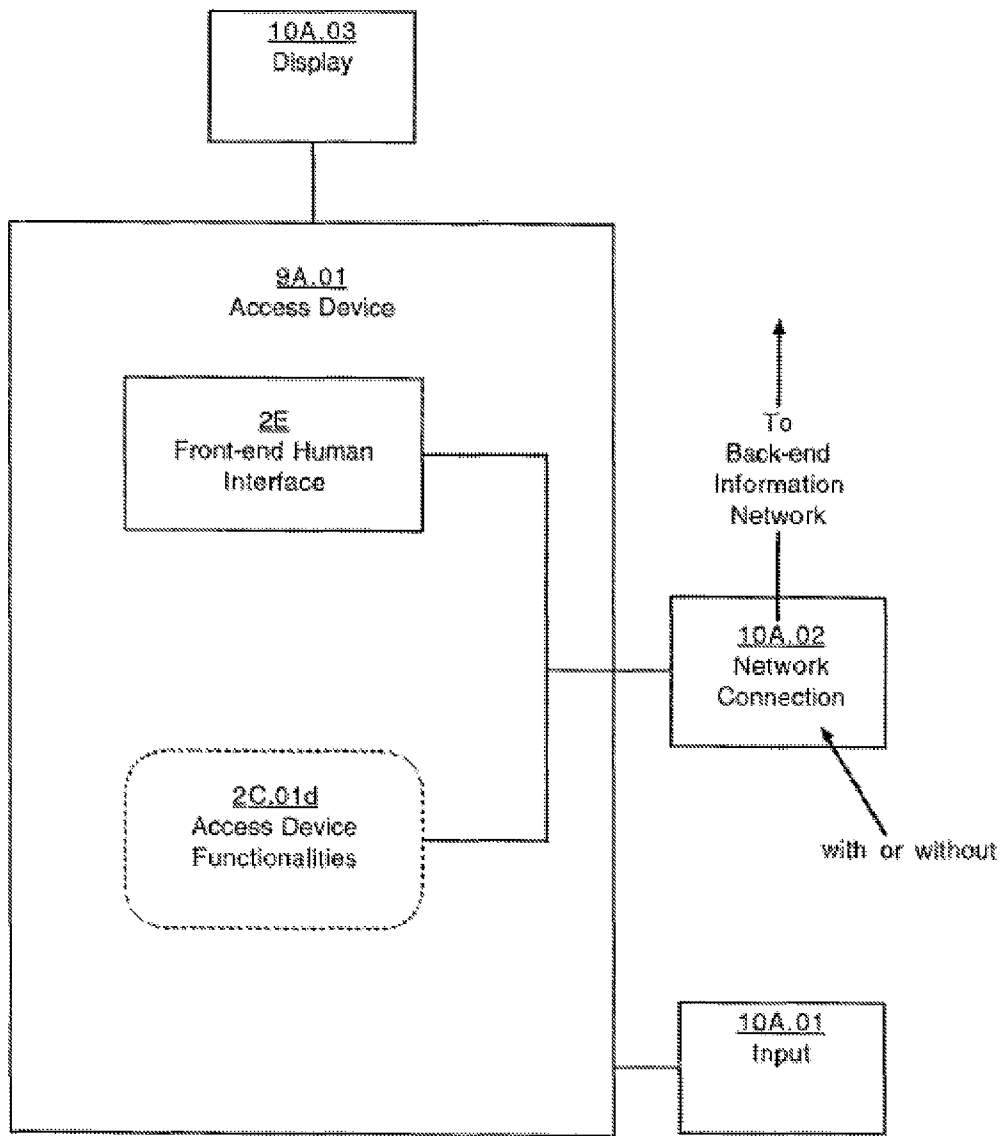 10A.03
Display
9A.01
Access Device
2E
Front-end Human
Interface
To
Back-end
Information
Network
10A.02
Network
Connection
2C.01d
Access Device
Functionalities
with or without
10A.01
Input